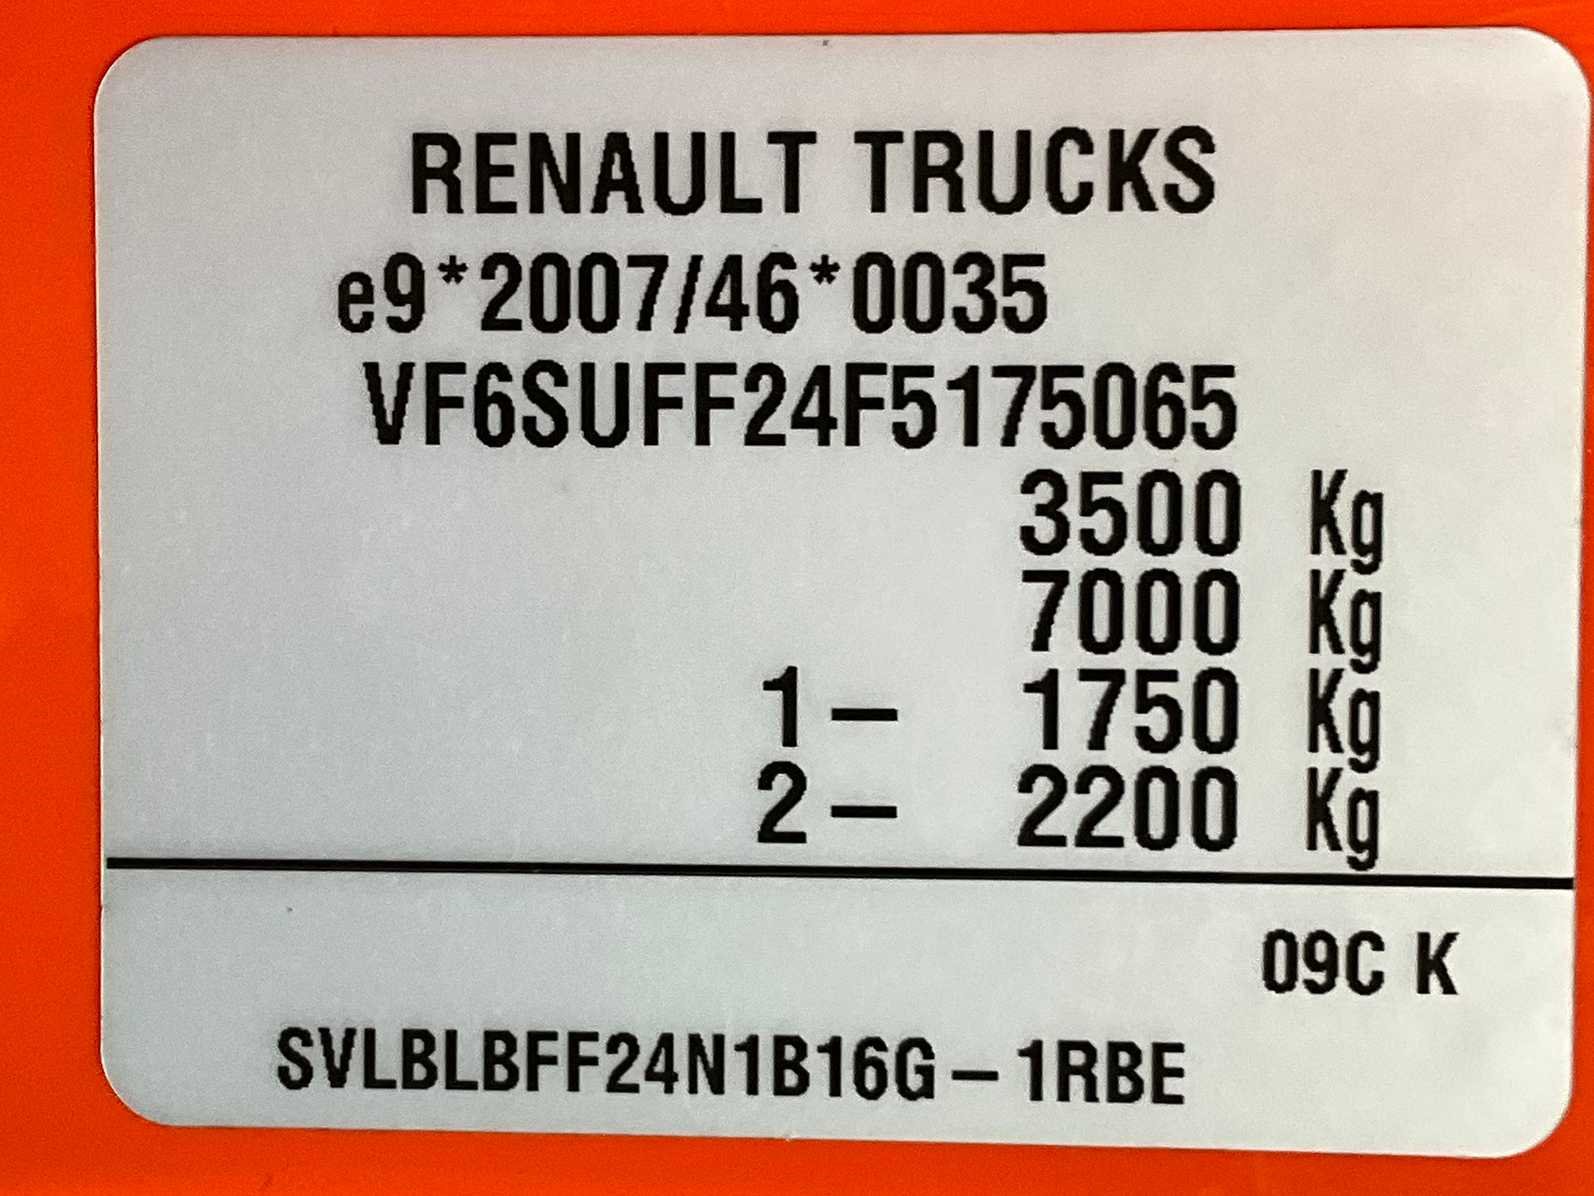 RENAULT TRUCKS
e9*2007/46*0035
VF6SUFF24F5175065
3500 Kg
7000 Kg
1– 1750 Kg
2– 2200 Kg
09C K
SVLBLBFF24N1B16G–1RBE